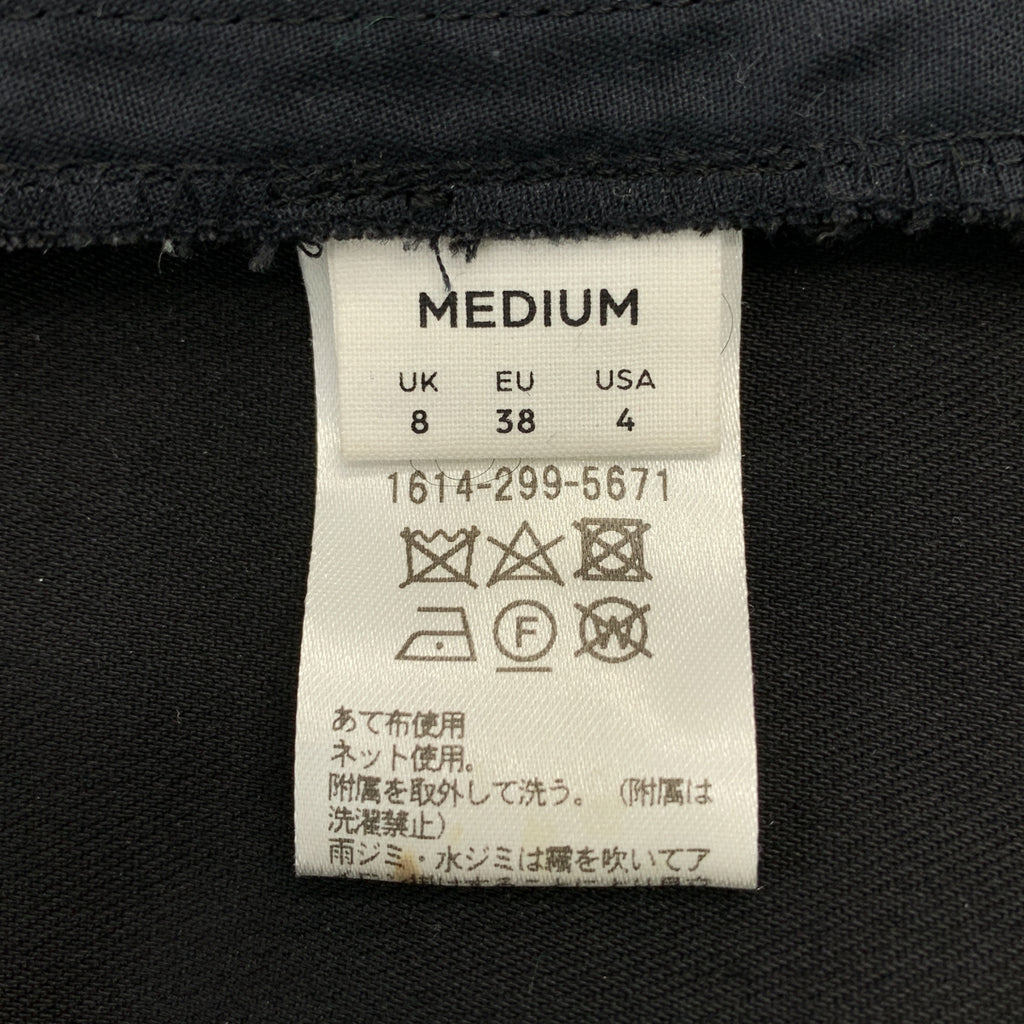 MEDIUM
UK EU USA
8 38 4
1614-299-5671
F
W
あて布使用
ネット使用。
附属を取外して洗う。（附属は
洗濯禁止）
雨ジミ・水ジミは霧を吹いてア